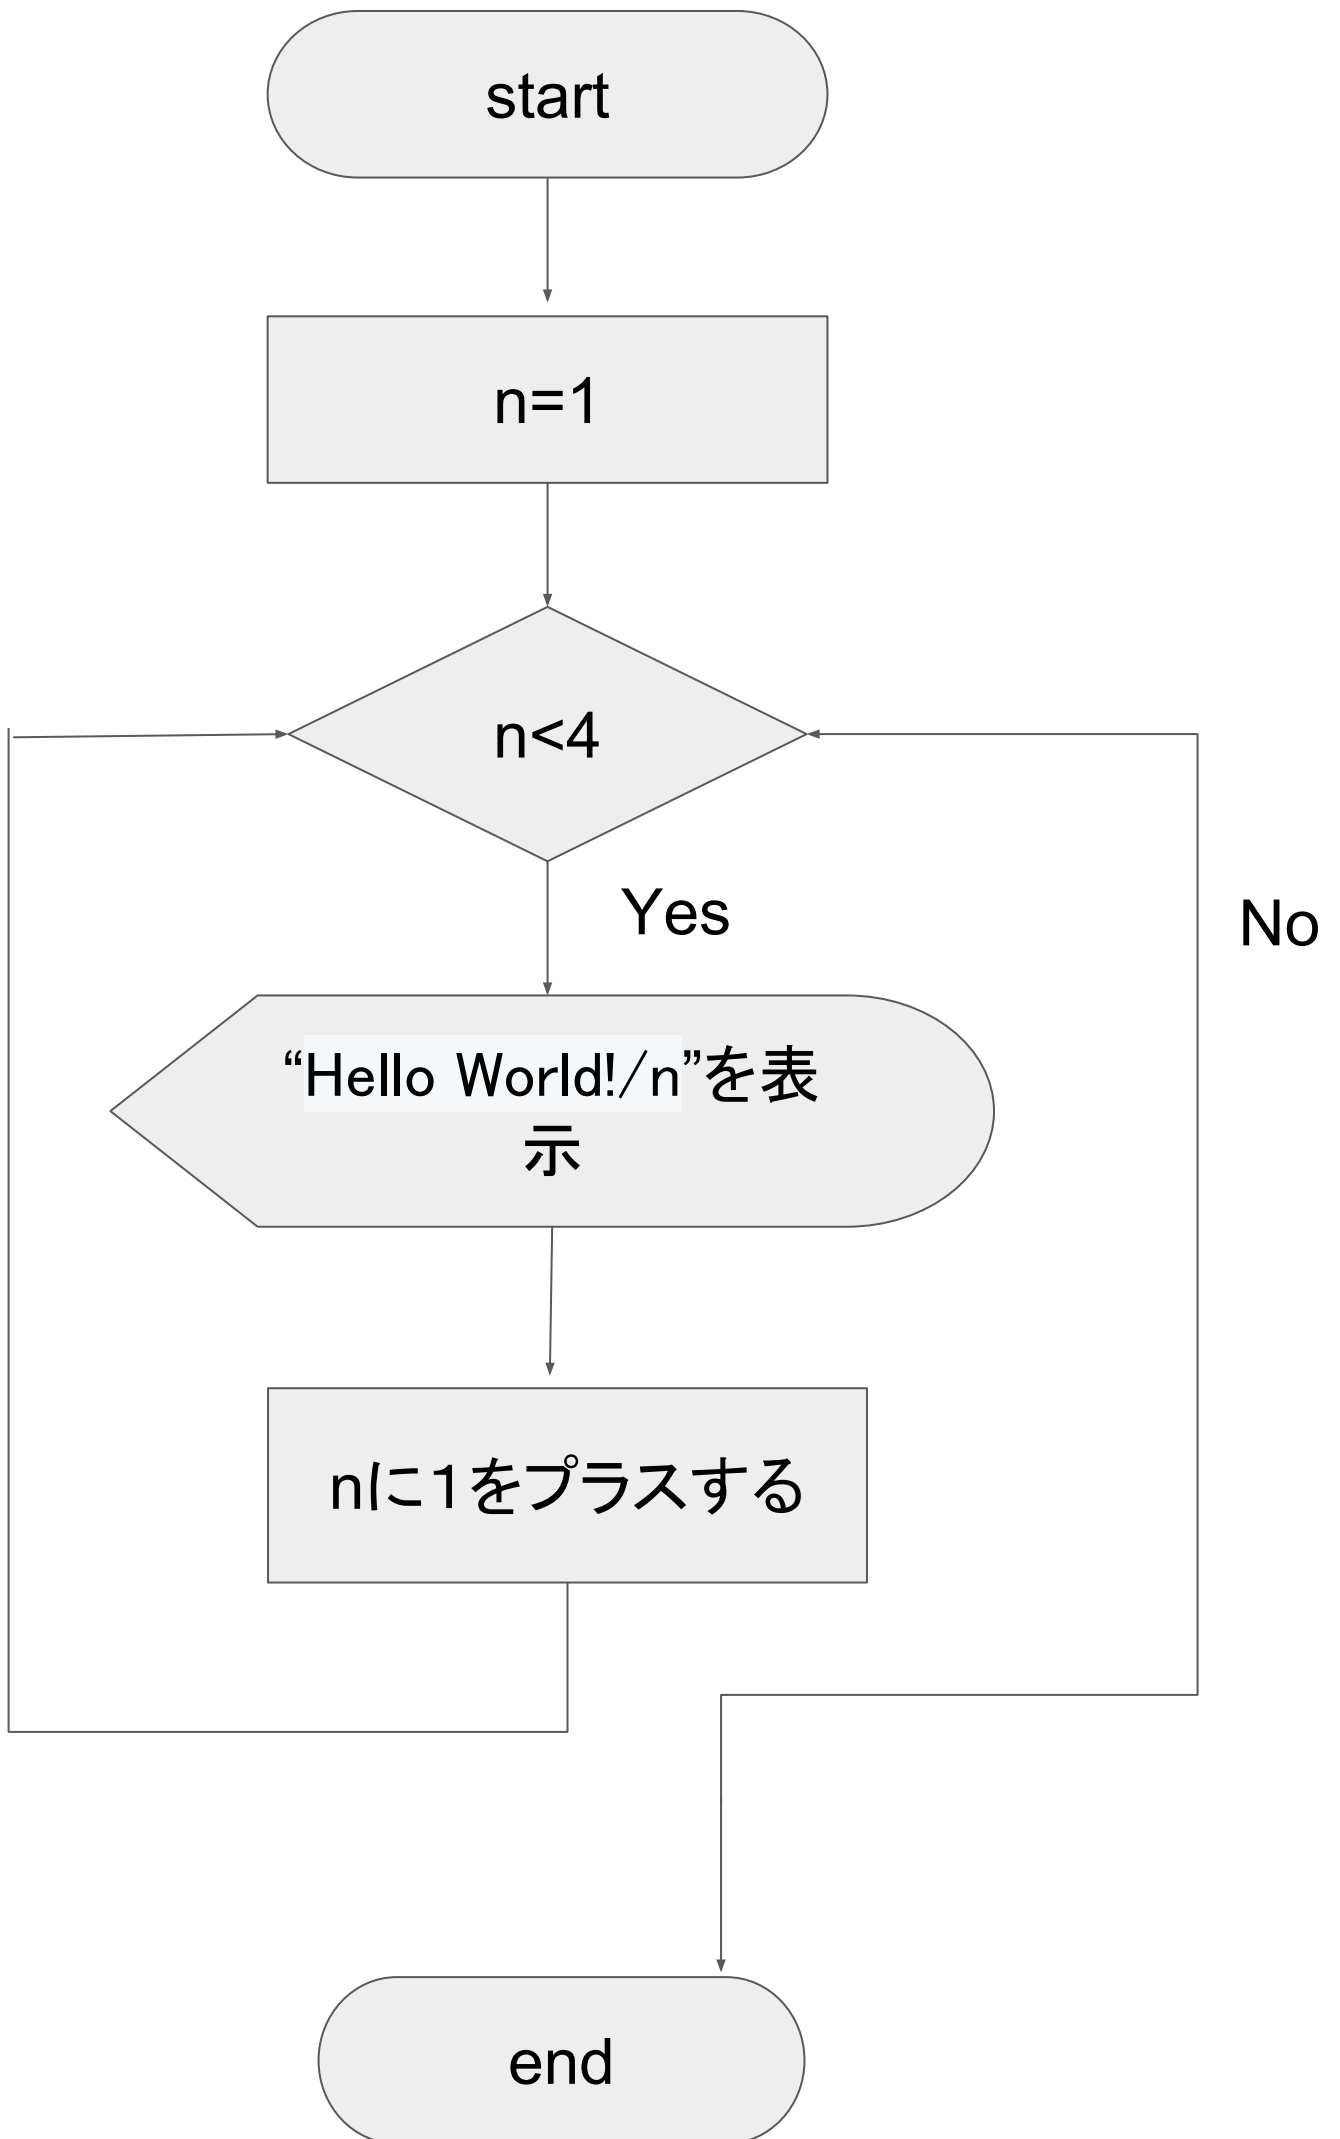 start
n=1
n<4
Yes
No
“Hello World!/n”を表
示
nに1をプラスする
end